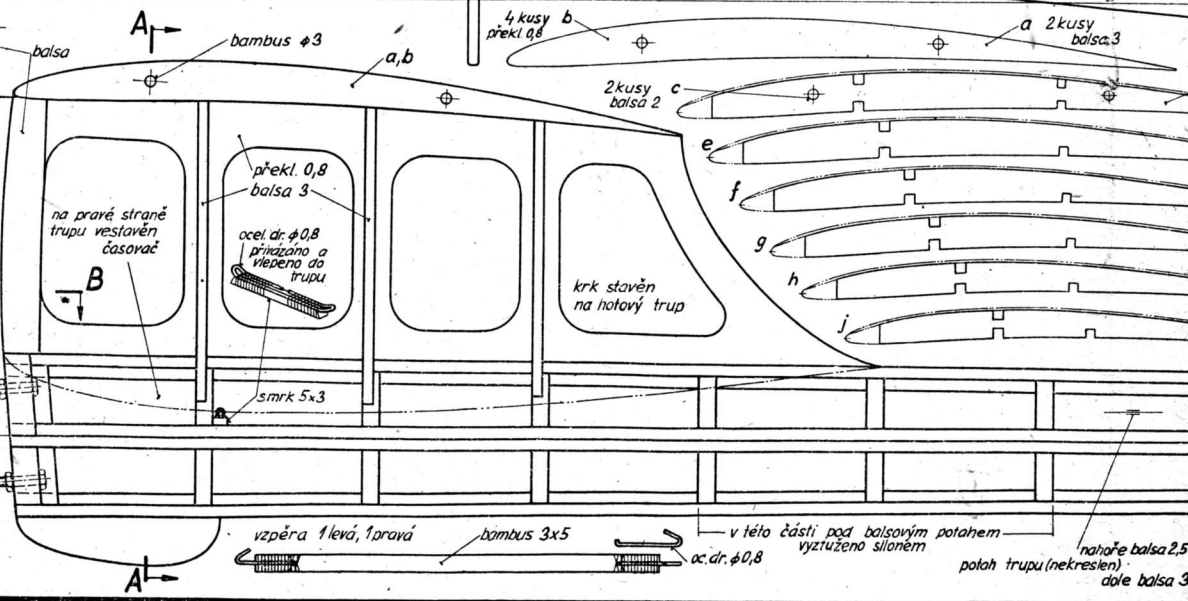 A
balsa
bambus φ3
a,b
4 kusy b
překl. 0,8
a 2 kusy
balsa 3
2 kusy
balsa 2
c
e
f
g
h
j
překl. 0,8
balsa 3
na pravé straně
trupu vestavěn
časovač
B
ocel. dr. φ0,8
přivázáno a
vlepeno do
trupu
krk stavěn
na hotový trup
smrk 5×3
vzpěra 1 levá, 1 pravá
bambus 3x5
oc. dr. φ0,8
v této části pod balsovým potahem
vyztuženo silonem
nahoře balsa 2,5
potah trupu (nekreslen)
dole balsa 3
A